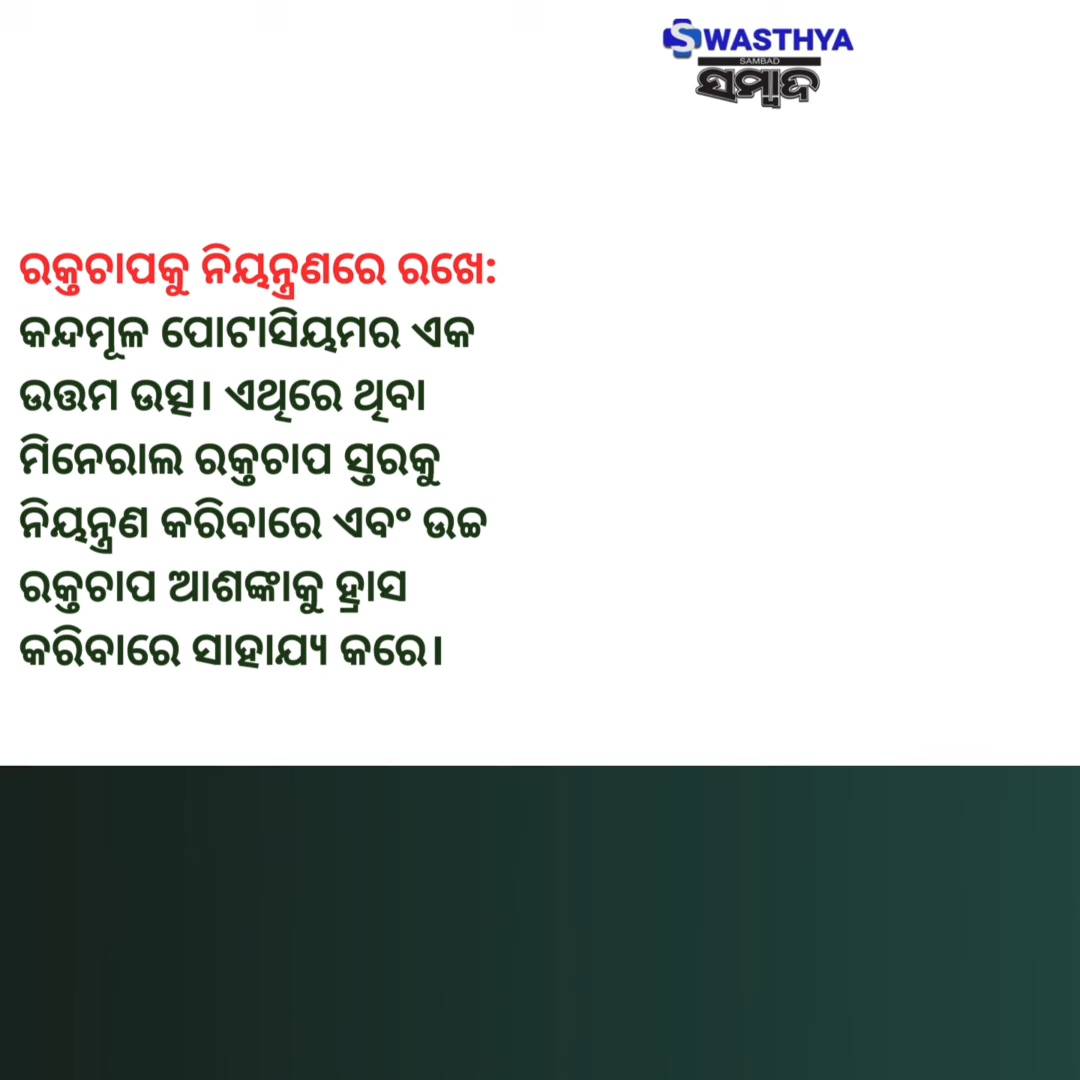 SWASTHYA
SAMBAD
ସମ୍ବାଦ
ରକ୍ତଚାପକୁ ନିୟନ୍ତ୍ରଣରେ ରଖେ:
କନ୍ଦମୂଳ ପୋଟାସିୟମର ଏକ
ଉତ୍ତମ ଉତ୍ସ। ଏଥିରେ ଥିବା
ମିନେରାଲ ରକ୍ତଚାପ ସ୍ତରକୁ
ନିୟନ୍ତ୍ରଣ କରିବାରେ ଏବଂ ଉଚ୍ଚ
ରକ୍ତଚାପ ଆଶଙ୍କାକୁ ହ୍ରାସ
କରିବାରେ ସାହାଯ୍ୟ କରେ।